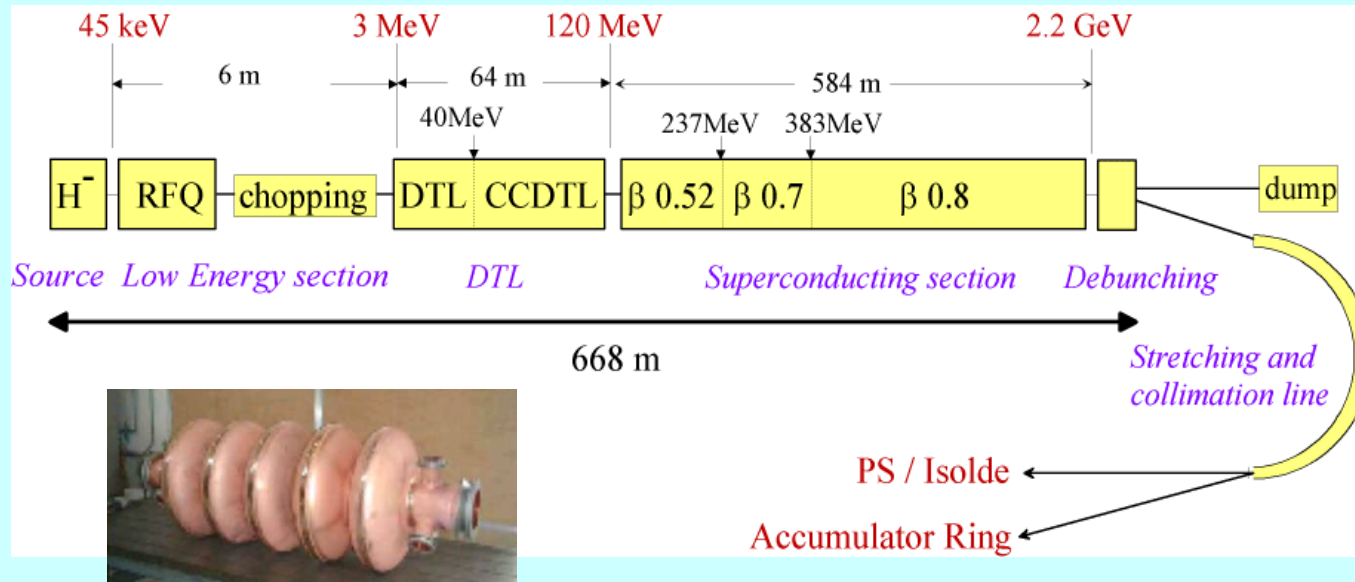 45 keV 3 MeV 120 MeV 2.2 GeV
6 m 64 m 584 m
40MeV 237MeV 383MeV
H⁻ RFQ chopping DTL CCDTL β 0.52 β 0.7 β 0.8 dump
Source Low Energy section DTL Superconducting section Debunching
668 m
Stretching and
collimation line
PS / Isolde
Accumulator Ring